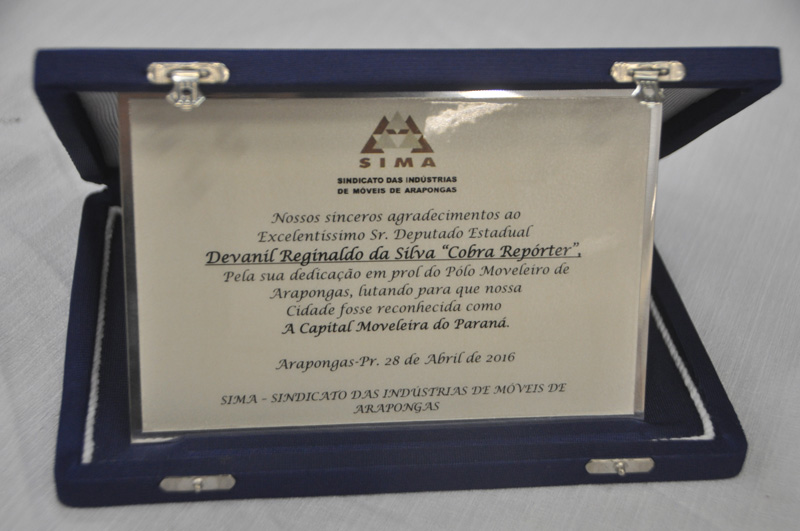 SIMA
SINDICATO DAS INDÚSTRIAS
DE MÓVEIS DE ARAPONGAS
Nossos sinceros agradecimentos ao
Excelentíssimo Sr. Deputado Estadual
Devanil Reginaldo da Silva “Cobra Repórter”,
Pela sua dedicação em prol do Pólo Moveleiro de
Arapongas, lutando para que nossa
Cidade fosse reconhecida como
A Capital Moveleira do Paraná.
Arapongas-Pr. 28 de Abril de 2016
SIMA – SINDICATO DAS INDÚSTRIAS DE MÓVEIS DE
ARAPONGAS